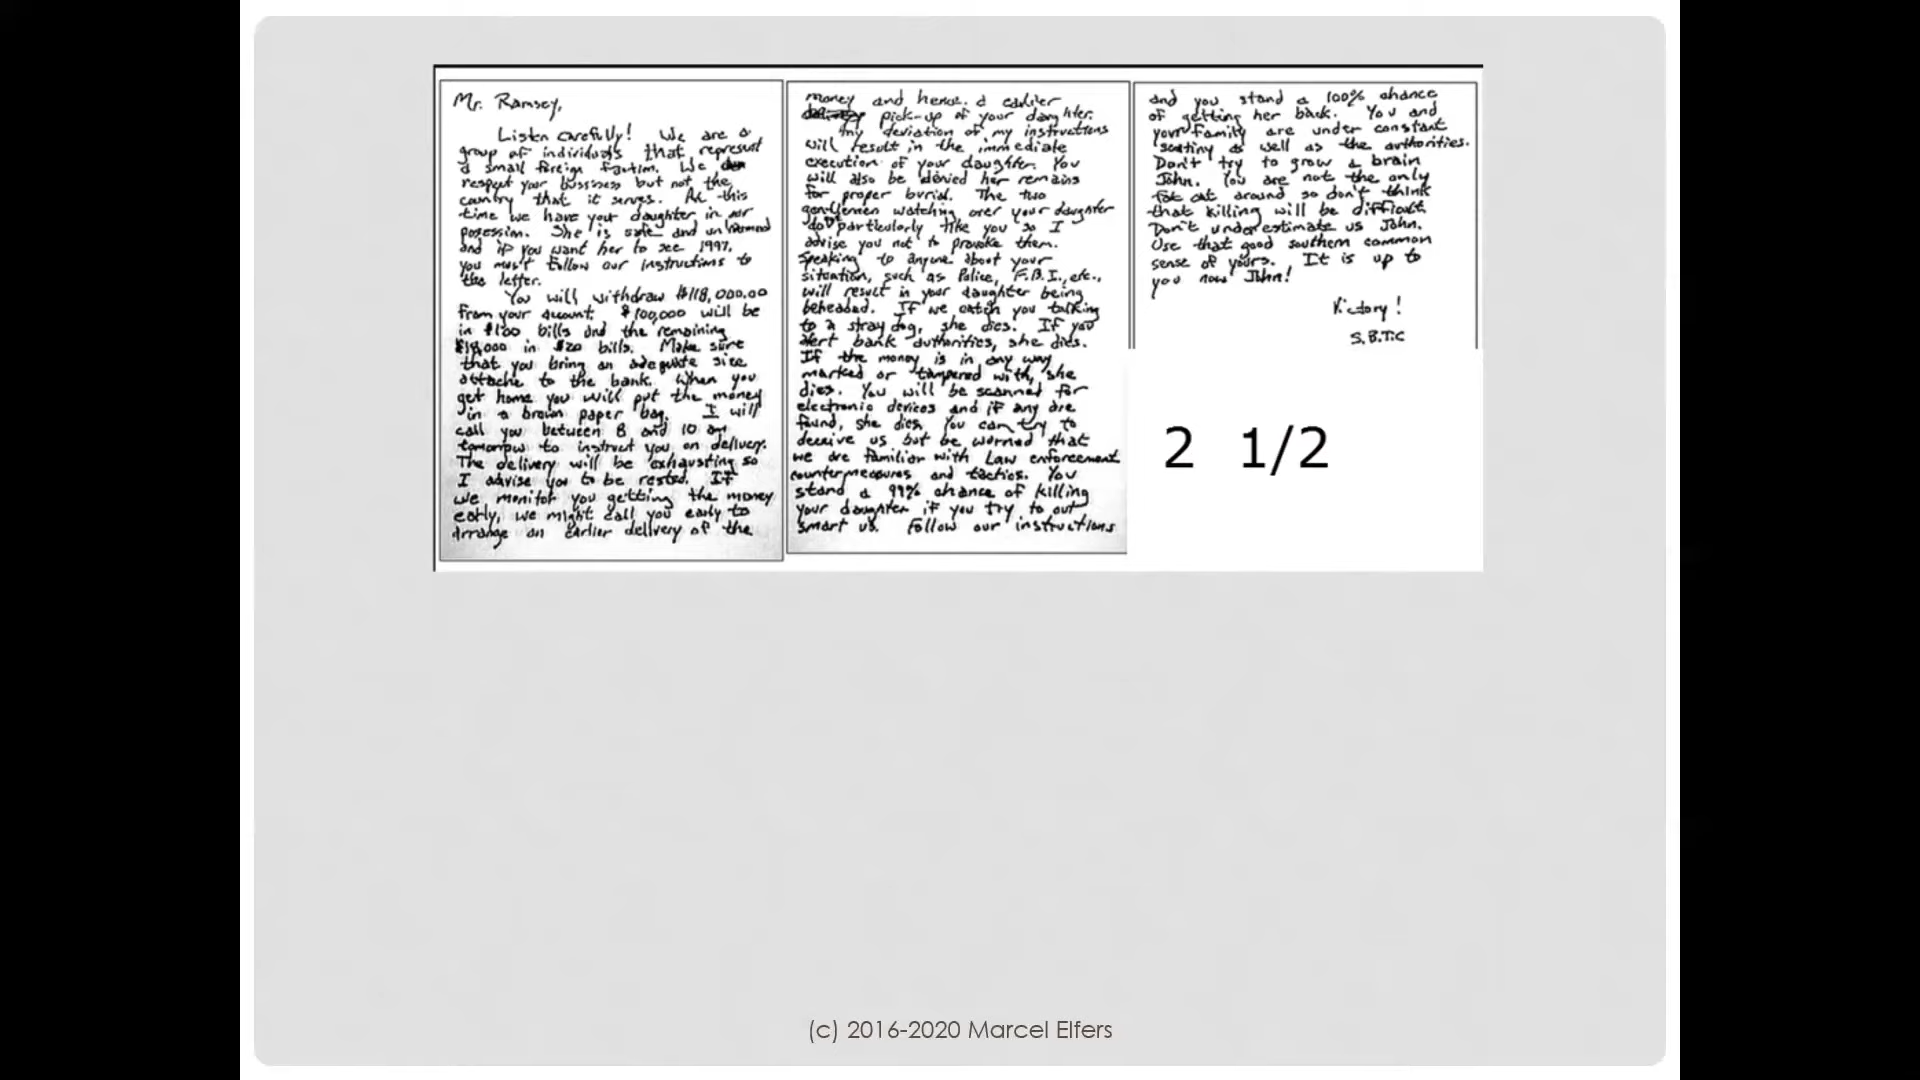 Mr. Ramsey,
Listen carefully! We are a
group of individuals that represent
a small foreign faction. We
respect your bussiness but not the
country that it serves. At this
time we have your daughter in our
posession. She is safe and unharmed
and if you want her to see 1997,
you must follow our instructions to
the letter.
You will withdraw $118,000.00
from your account. $100,000 will be
in $100 bills and the remaining
$18,000 in $20 bills. Make sure
that you bring an adequate size
attache to the bank. When you
get home you will put the money
in a brown paper bag. I will
call you between 8 and 10 am
tomorrow to instruct you on delivery.
The delivery will be exhausting so
I advise you to be rested. If
we monitor you getting the money
early, we might call you early to
arrange an earlier delivery of the
money and hence. a earlier
pick-up of your daughter.
Any deviation of my instructions
will result in the immediate
execution of your daughter. You
will also be denied her remains
for proper burial. The two
gentlemen watching over your daughter
do particularly like you so I
advise you not to provoke them.
Speaking to anyone about your
situation, such as Police, F.B.I., etc.,
will result in your daughter being
beheaded. If we catch you talking
to a stray dog, she dies. If you
alert bank authorities, she dies.
If the money is in any way
marked or tampered with, she
dies. You will be scanned for
electronic devices and if any are
found, she dies. You can try to
deceive us but be warned that
we are familiar with Law enforcement
countermeasures and tactics. You
stand a 99% chance of killing
your daughter if you try to out
smart us. Follow our instructions
and you stand a 100% chance
of getting her back. You and
your family are under constant
scutiny as well as the authorities.
Don't try to grow a brain
John. You are not the only
fat cat around so don't think
that killing will be difficult.
Don't underestimate us John.
Use that good southern common
sense of yours. It is up to
you now John!
Victory!
S.B.T.C
2 1/2
(c) 2016-2020 Marcel Elfers